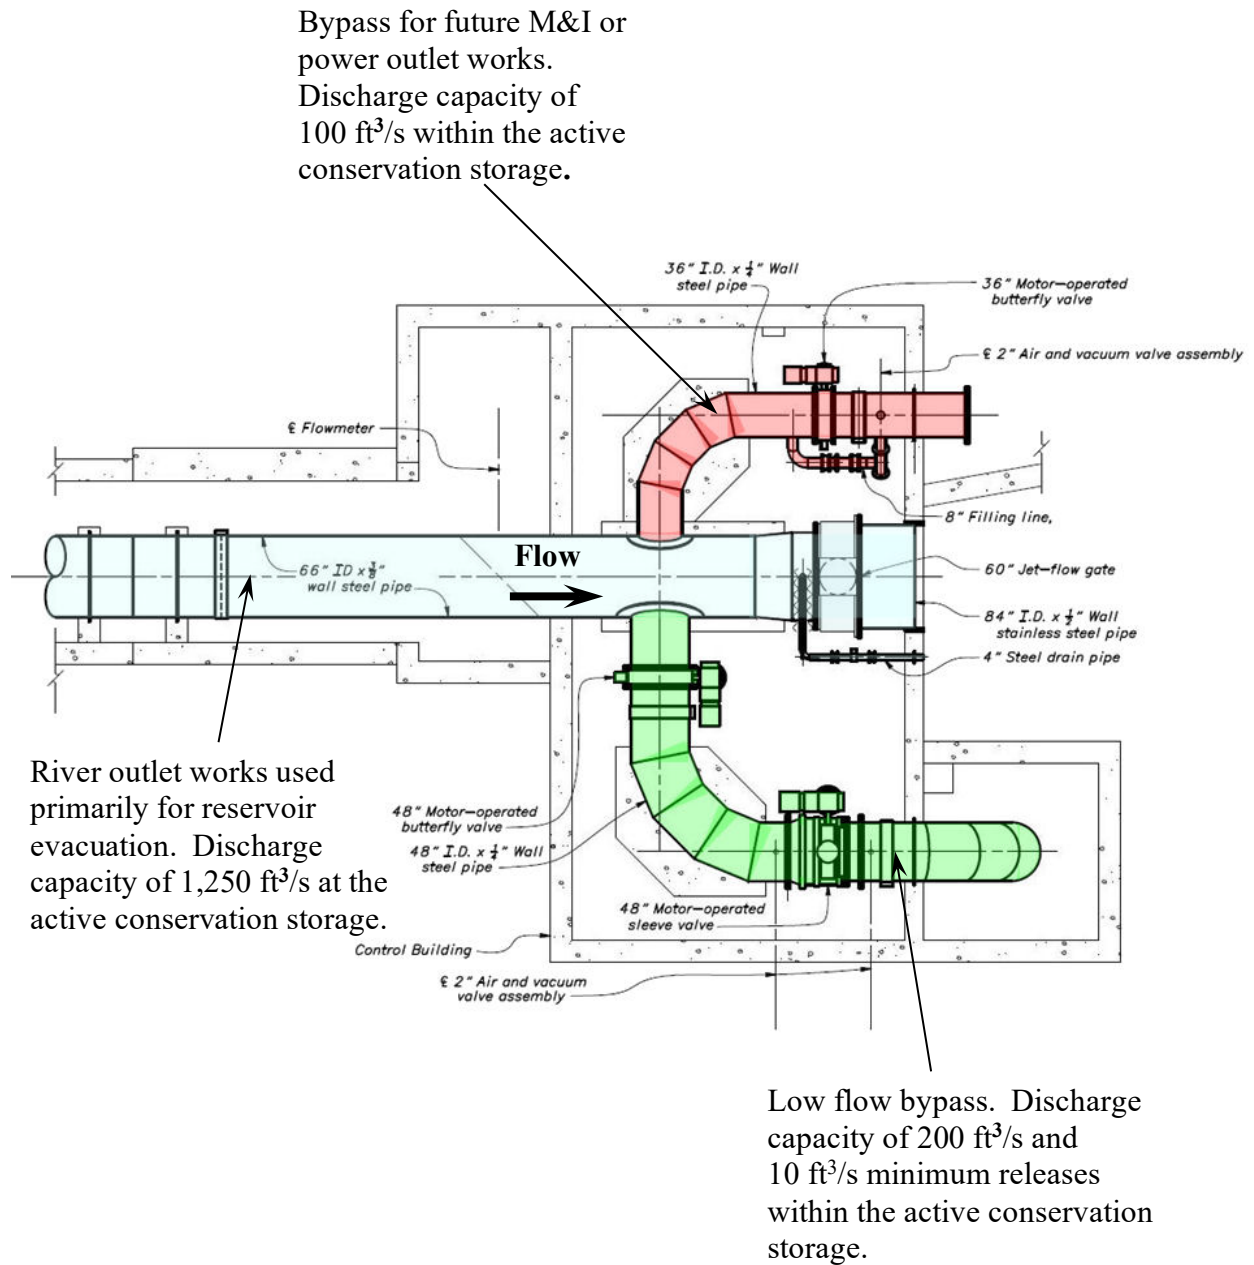 Bypass for future M&I or
power outlet works.
Discharge capacity of
100 ft³/s within the active
conservation storage.
36" I.D. x ¼" Wall
steel pipe
36" Motor-operated
butterfly valve
℄ 2" Air and vacuum valve assembly
℄ Flowmeter
8" Filling line,
Flow
66" ID x ⅜"
wall steel pipe
60" Jet-flow gate
84" I.D. x ½" Wall
stainless steel pipe
4" Steel drain pipe
River outlet works used
primarily for reservoir
evacuation. Discharge
capacity of 1,250 ft³/s at the
active conservation storage.
48" Motor-operated
butterfly valve
48" I.D. x ¼" Wall
steel pipe
48" Motor-operated
sleeve valve
Control Building
℄ 2" Air and vacuum
valve assembly
Low flow bypass. Discharge
capacity of 200 ft³/s and
10 ft³/s minimum releases
within the active conservation
storage.